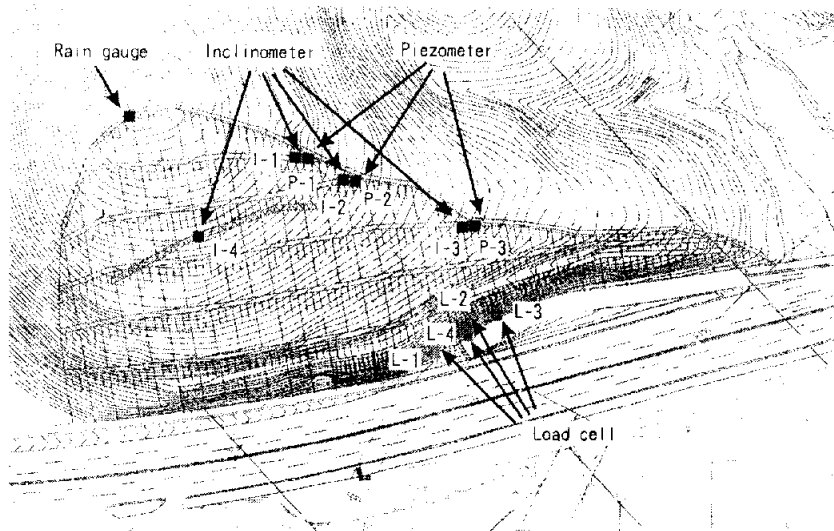 Rain gauge
Inclinometer
Piezometer
I-1
P-1
I-2
P-2
I-4
I-3
P-3
L-2
L-3
L-4
L-1
Load cell